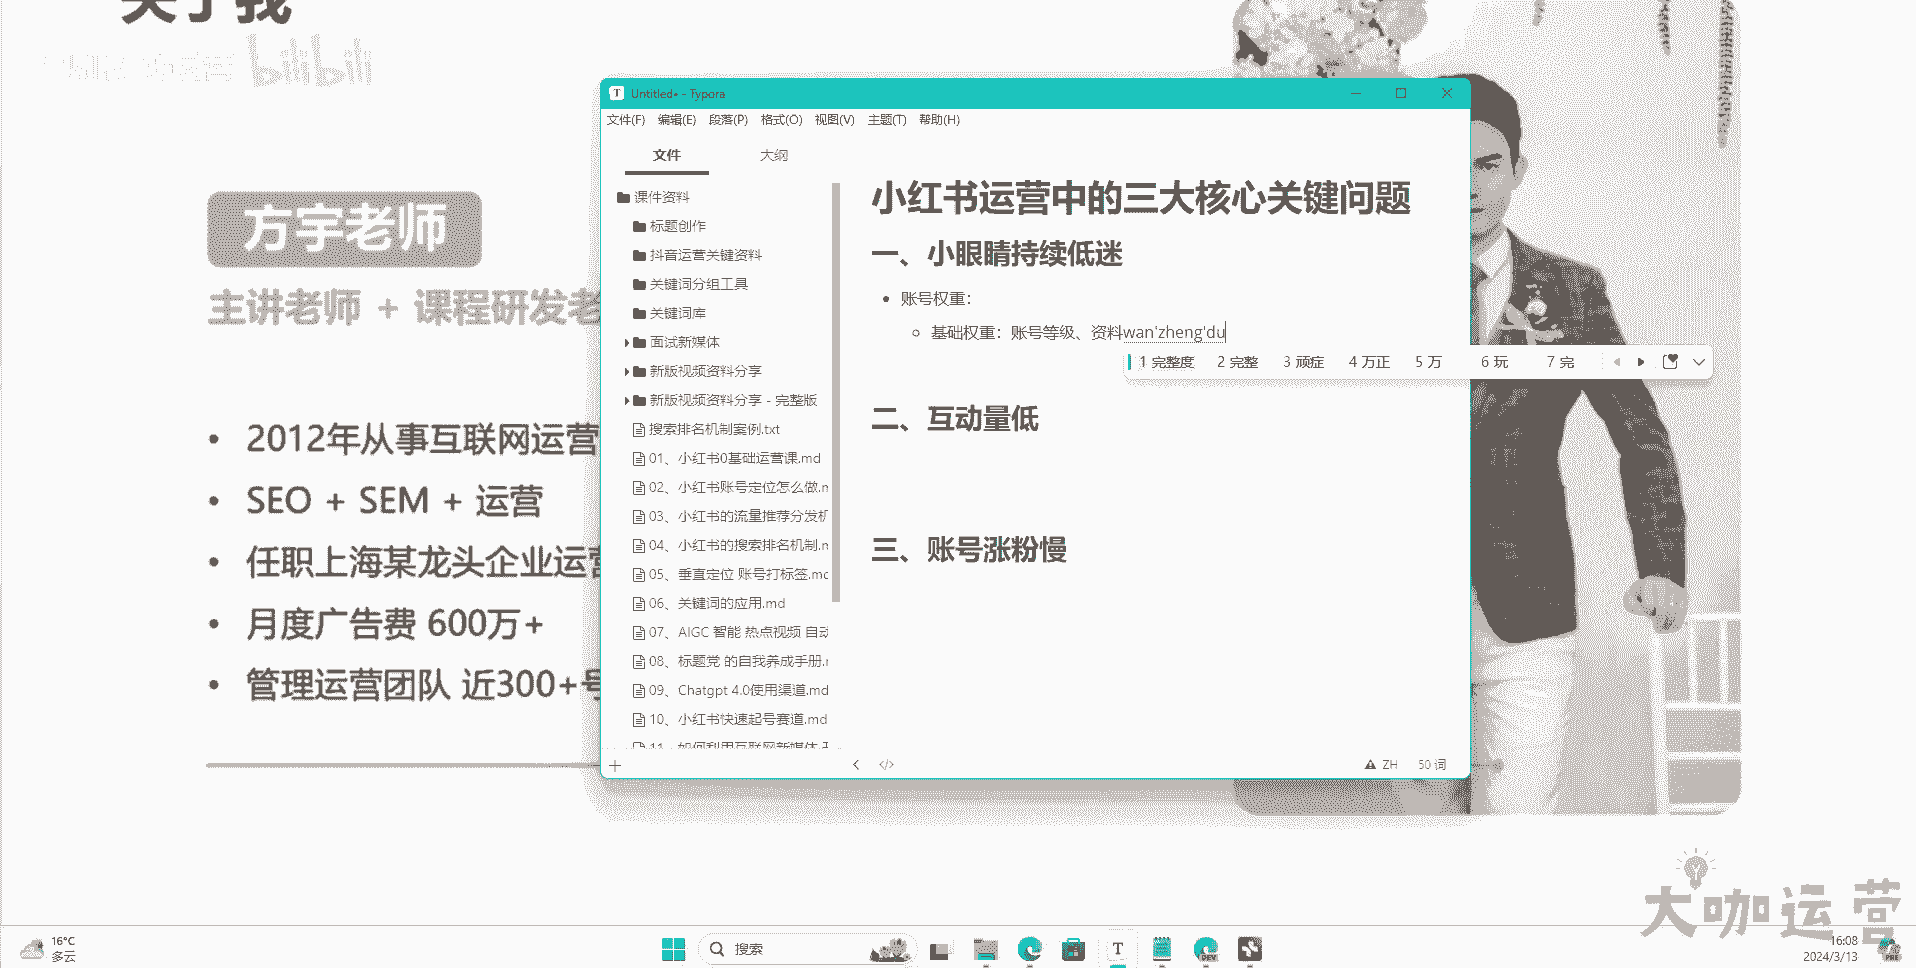 关于我
bilibili
方宇老师
主讲老师 + 课程研发老
2012年从事互联网运营
SEO + SEM + 运营
任职上海某龙头企业运营
月度广告费 600万+
管理运营团队 近300+号
Untitled• - Typora
文件(F) 编辑(E) 段落(P) 格式(O) 视图(V) 主题(T) 帮助(H)
文件 大纲
课件资料
标题创作
抖音运营关键资料
关键词分组工具
关键词库
面试新媒体
新版视频资料分享
新版视频资料分享 - 完整版
搜索排名机制案例.txt
01、小红书0基础运营课.md
02、小红书账号定位怎么做.m
03、小红书的流量推荐分发机
04、小红书的搜索排名机制.m
05、垂直定位 账号打标签.md
06、关键词的应用.md
07、AIGC 智能 热点视频 自动
08、标题党 的自我养成手册.m
09、Chatgpt 4.0使用渠道.md
10、小红书快速起号赛道.md
11、如何利用互联网新媒体
小红书运营中的三大核心关键问题
一、小眼睛持续低迷
账号权重：
基础权重：账号等级、资料wan'zheng'du
1 完整度 2 完整 3 顽症 4 万正 5 万 6 玩 7 完
二、互动量低
三、账号涨粉慢
ZH 50 词
大咖运营
16°C
多云
搜索
T
DEV
16:08
2024/3/13
PRE